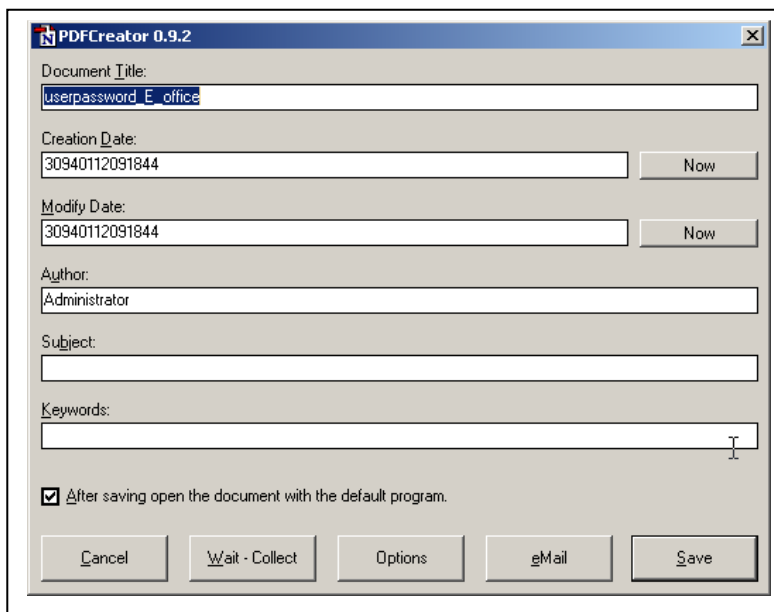 PDFCreator 0.9.2
Document Title:
userpassword_E_office
Creation Date:
30940112091844
Now
Modify Date:
30940112091844
Now
Author:
Administrator
Subject:
Keywords:
After saving open the document with the default program.
Cancel Wait - Collect Options eMail Save